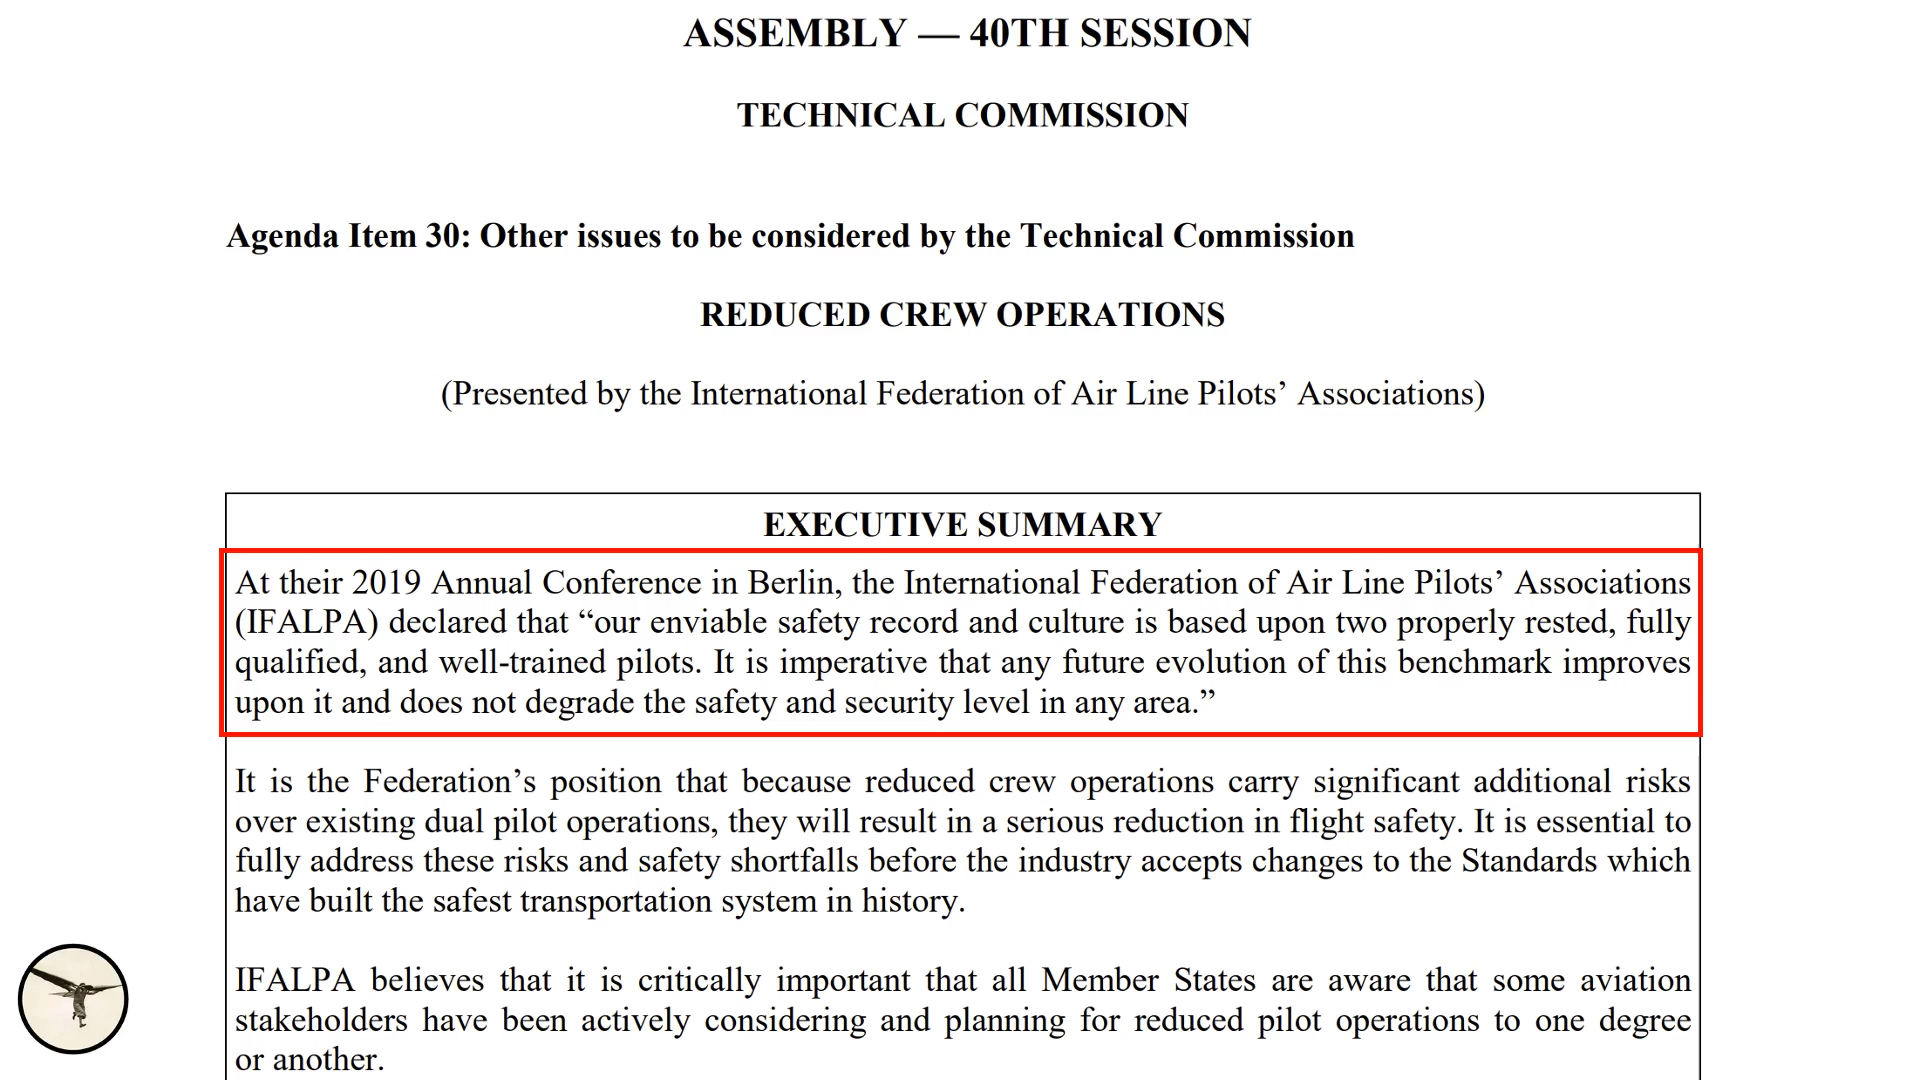 ASSEMBLY — 40TH SESSION
TECHNICAL COMMISSION
Agenda Item 30: Other issues to be considered by the Technical Commission
REDUCED CREW OPERATIONS
(Presented by the International Federation of Air Line Pilots’ Associations)
EXECUTIVE SUMMARY
At their 2019 Annual Conference in Berlin, the International Federation of Air Line Pilots’ Associations
(IFALPA) declared that “our enviable safety record and culture is based upon two properly rested, fully
qualified, and well-trained pilots. It is imperative that any future evolution of this benchmark improves
upon it and does not degrade the safety and security level in any area.”
It is the Federation’s position that because reduced crew operations carry significant additional risks
over existing dual pilot operations, they will result in a serious reduction in flight safety. It is essential to
fully address these risks and safety shortfalls before the industry accepts changes to the Standards which
have built the safest transportation system in history.
IFALPA believes that it is critically important that all Member States are aware that some aviation
stakeholders have been actively considering and planning for reduced pilot operations to one degree
or another.